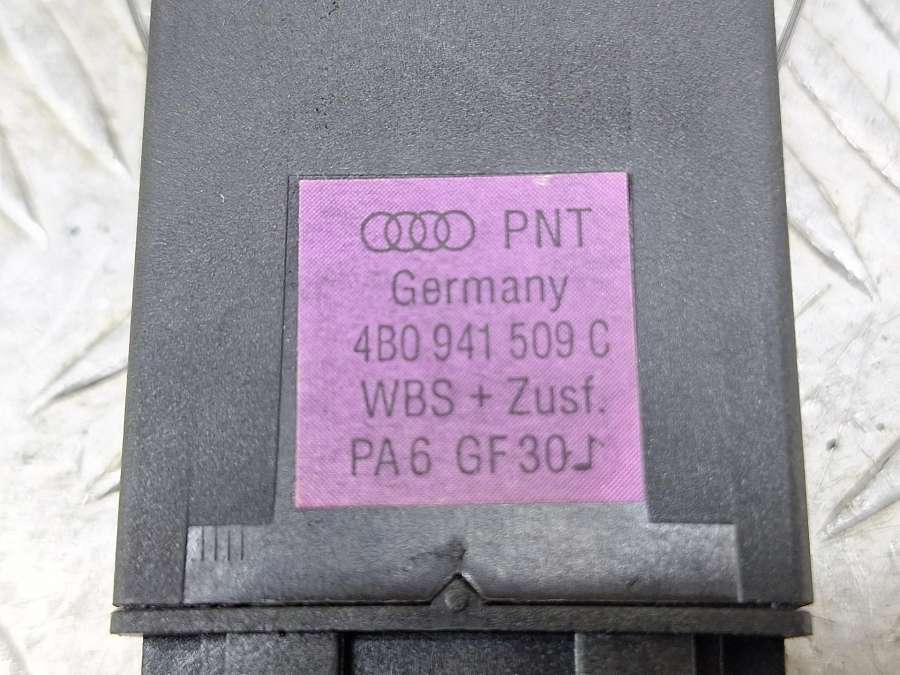 PNT
Germany
4B0 941 509 C
WBS + Zusf.
PA6 GF30